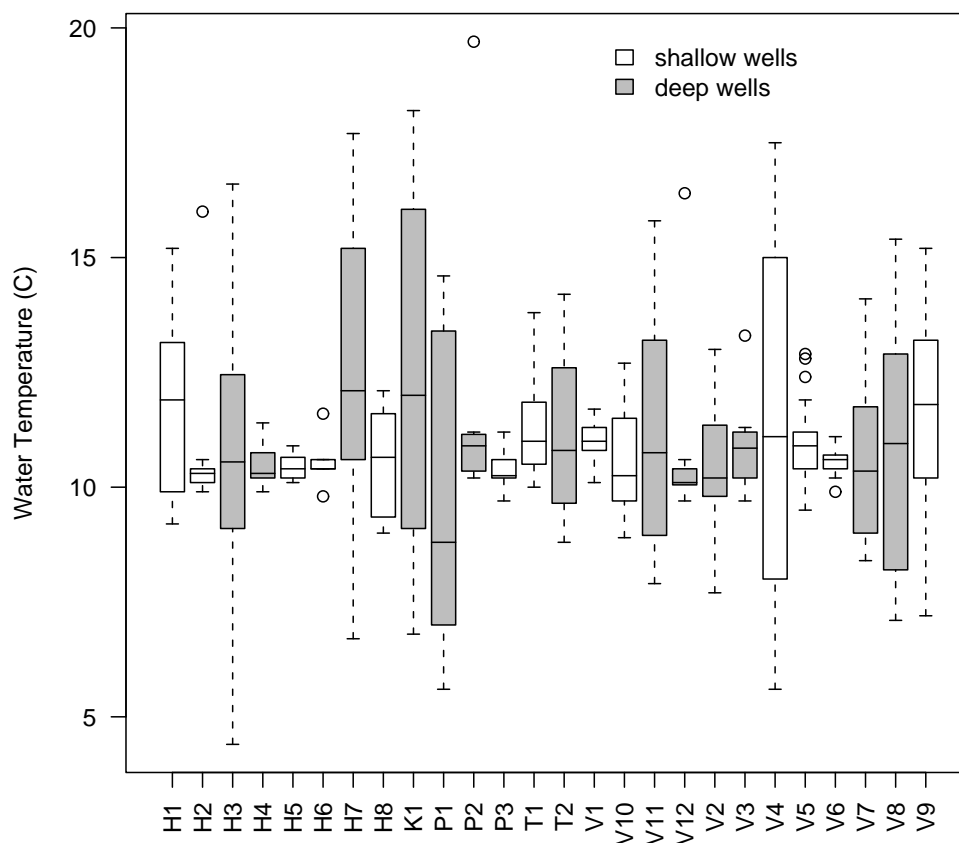 20
15
10
5
Water Temperature (C)
shallow wells
deep wells
H1
H2
H3
H4
H5
H6
H7
H8
K1
P1
P2
P3
T1
T2
V1
V10
V11
V12
V2
V3
V4
V5
V6
V7
V8
V9